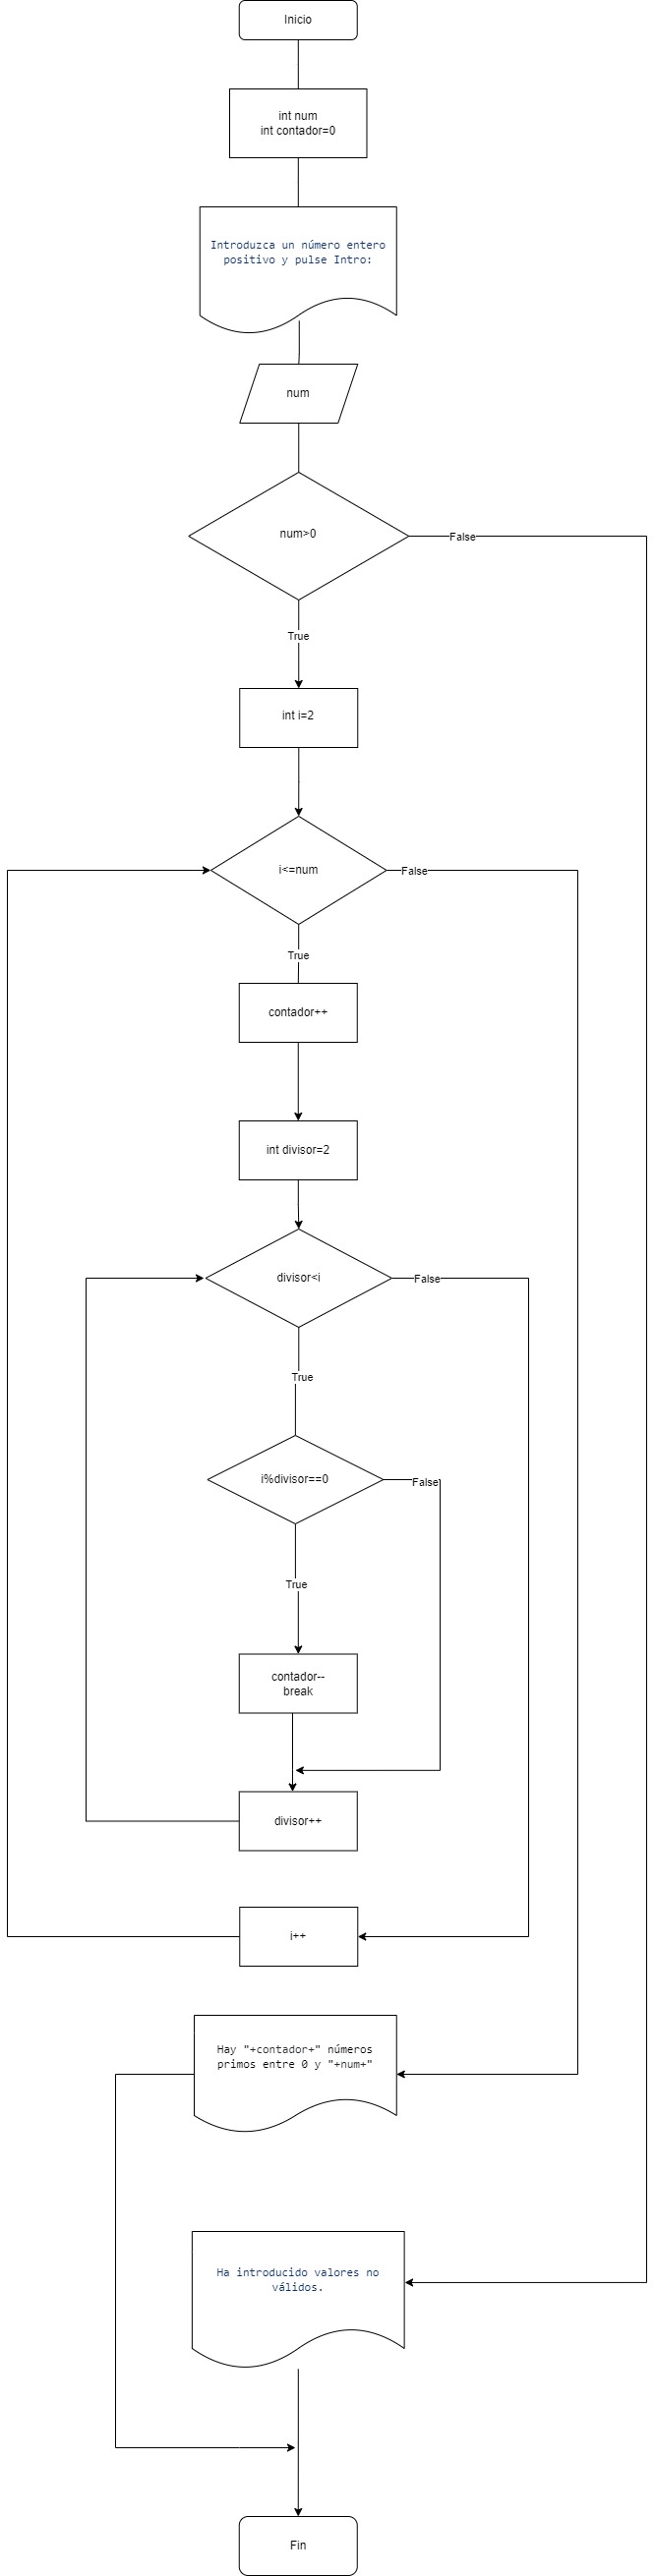 Inicio
int num
int contador=0
Introduzca un número entero
positivo y pulse Intro:
num
num>0
False
True
int i=2
i<=num
False
True
contador++
int divisor=2
divisor<i
False
True
i%divisor==0
False
True
contador--
break
divisor++
i++
Hay "+contador+" números
primos entre 0 y "+num+"
Ha introducido valores no
válidos.
Fin